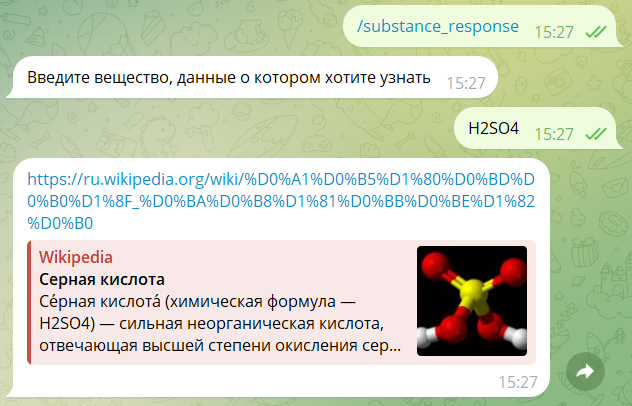 /substance_response 15:27
Введите вещество, данные о котором хотите узнать 15:27
H2SO4 15:27
https://ru.wikipedia.org/wiki/%D0%A1%D0%B5%D1%80%D0%BD%D
0%B0%D1%8F_%D0%BA%D0%B8%D1%81%D0%BB%D0%BE%D1%82
%D0%B0
Wikipedia
Серная кислота
Се́рная кислота́ (химическая формула —
H2SO4) — сильная неорганическая кислота,
отвечающая высшей степени окисления сер...
15:27